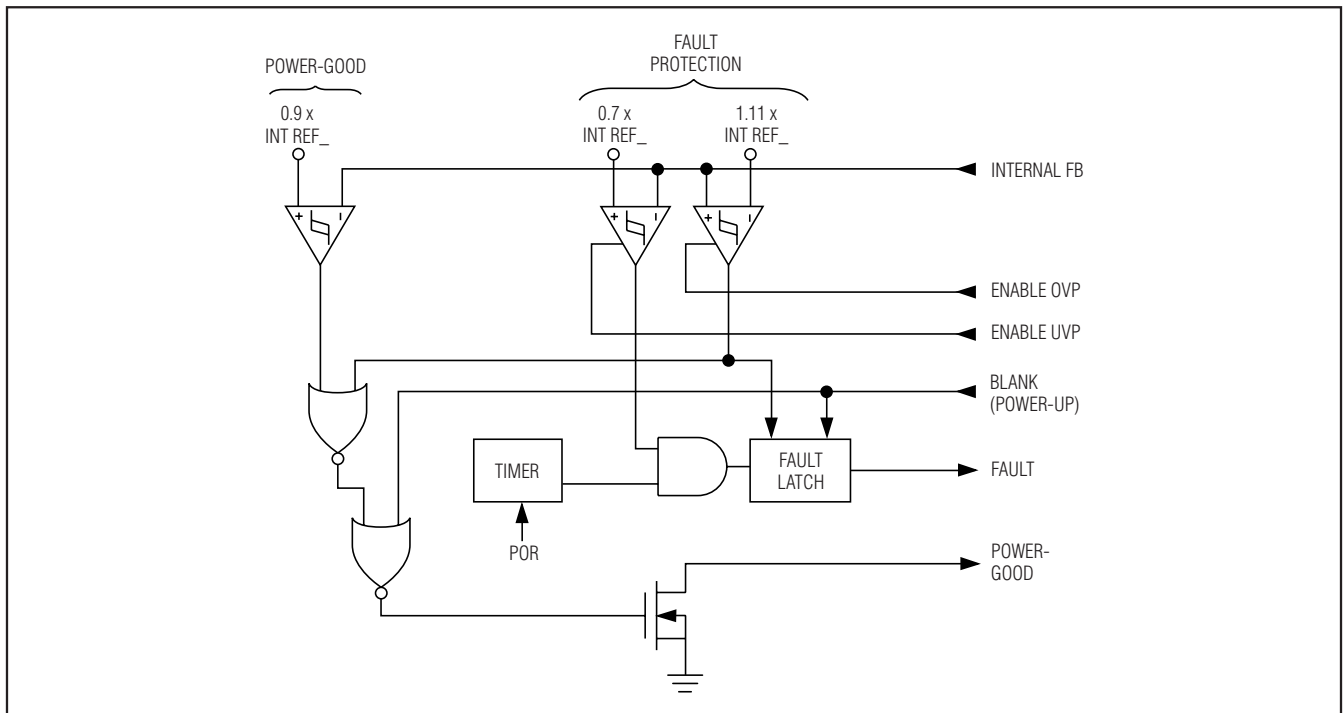 POWER-GOOD
FAULT
PROTECTION
0.9 x
INT REF_
0.7 x
INT REF_
1.11 x
INT REF_
INTERNAL FB
+ −
+ −
+ −
ENABLE OVP
ENABLE UVP
BLANK
(POWER-UP)
TIMER
FAULT
LATCH
FAULT
POR
POWER-
GOOD